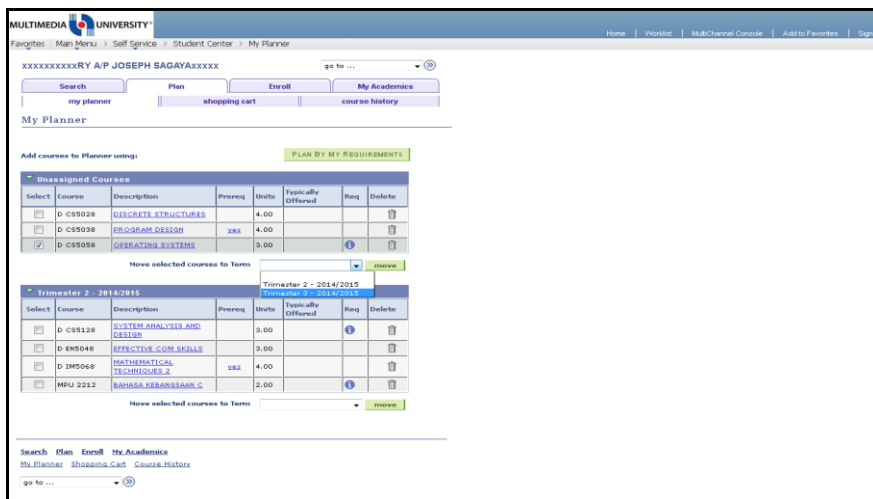 MULTIMEDIA UNIVERSITY
Home | Worklist | MultiChannel Console | Add to Favorites | Sign
Favorites | Main Menu > Self Service > Student Center > My Planner
xxxxxxxxxxRY A/P JOSEPH SAGAYAxxxxx go to ...
Search Plan Enroll My Academics
my planner shopping cart course history
My Planner
Add courses to Planner using: PLAN BY MY REQUIREMENTS
Unassigned Courses
Select Course Description Prereq Units Typically Offered Req Delete
D CS5028 DISCRETE STRUCTURES 4.00
D CS5038 PROGRAM DESIGN yes 4.00
D CS5058 OPERATING SYSTEMS 3.00
Move selected courses to Term move
Trimester 2 - 2014/2015
Trimester 3 - 2014/2015
Trimester 2 - 2014/2015
Select Course Description Prereq Units Typically Offered Req Delete
D CS5128 SYSTEM ANALYSIS AND DESIGN 3.00
D EN5048 EFFECTIVE COM SKILLS 3.00
D IM5068 MATHEMATICAL TECHNIQUES 2 yes 4.00
MPU 2212 BAHASA KEBANGSAAN C 2.00
Move selected courses to Term move
Search Plan Enroll My Academics
My Planner Shopping Cart Course History
go to ...